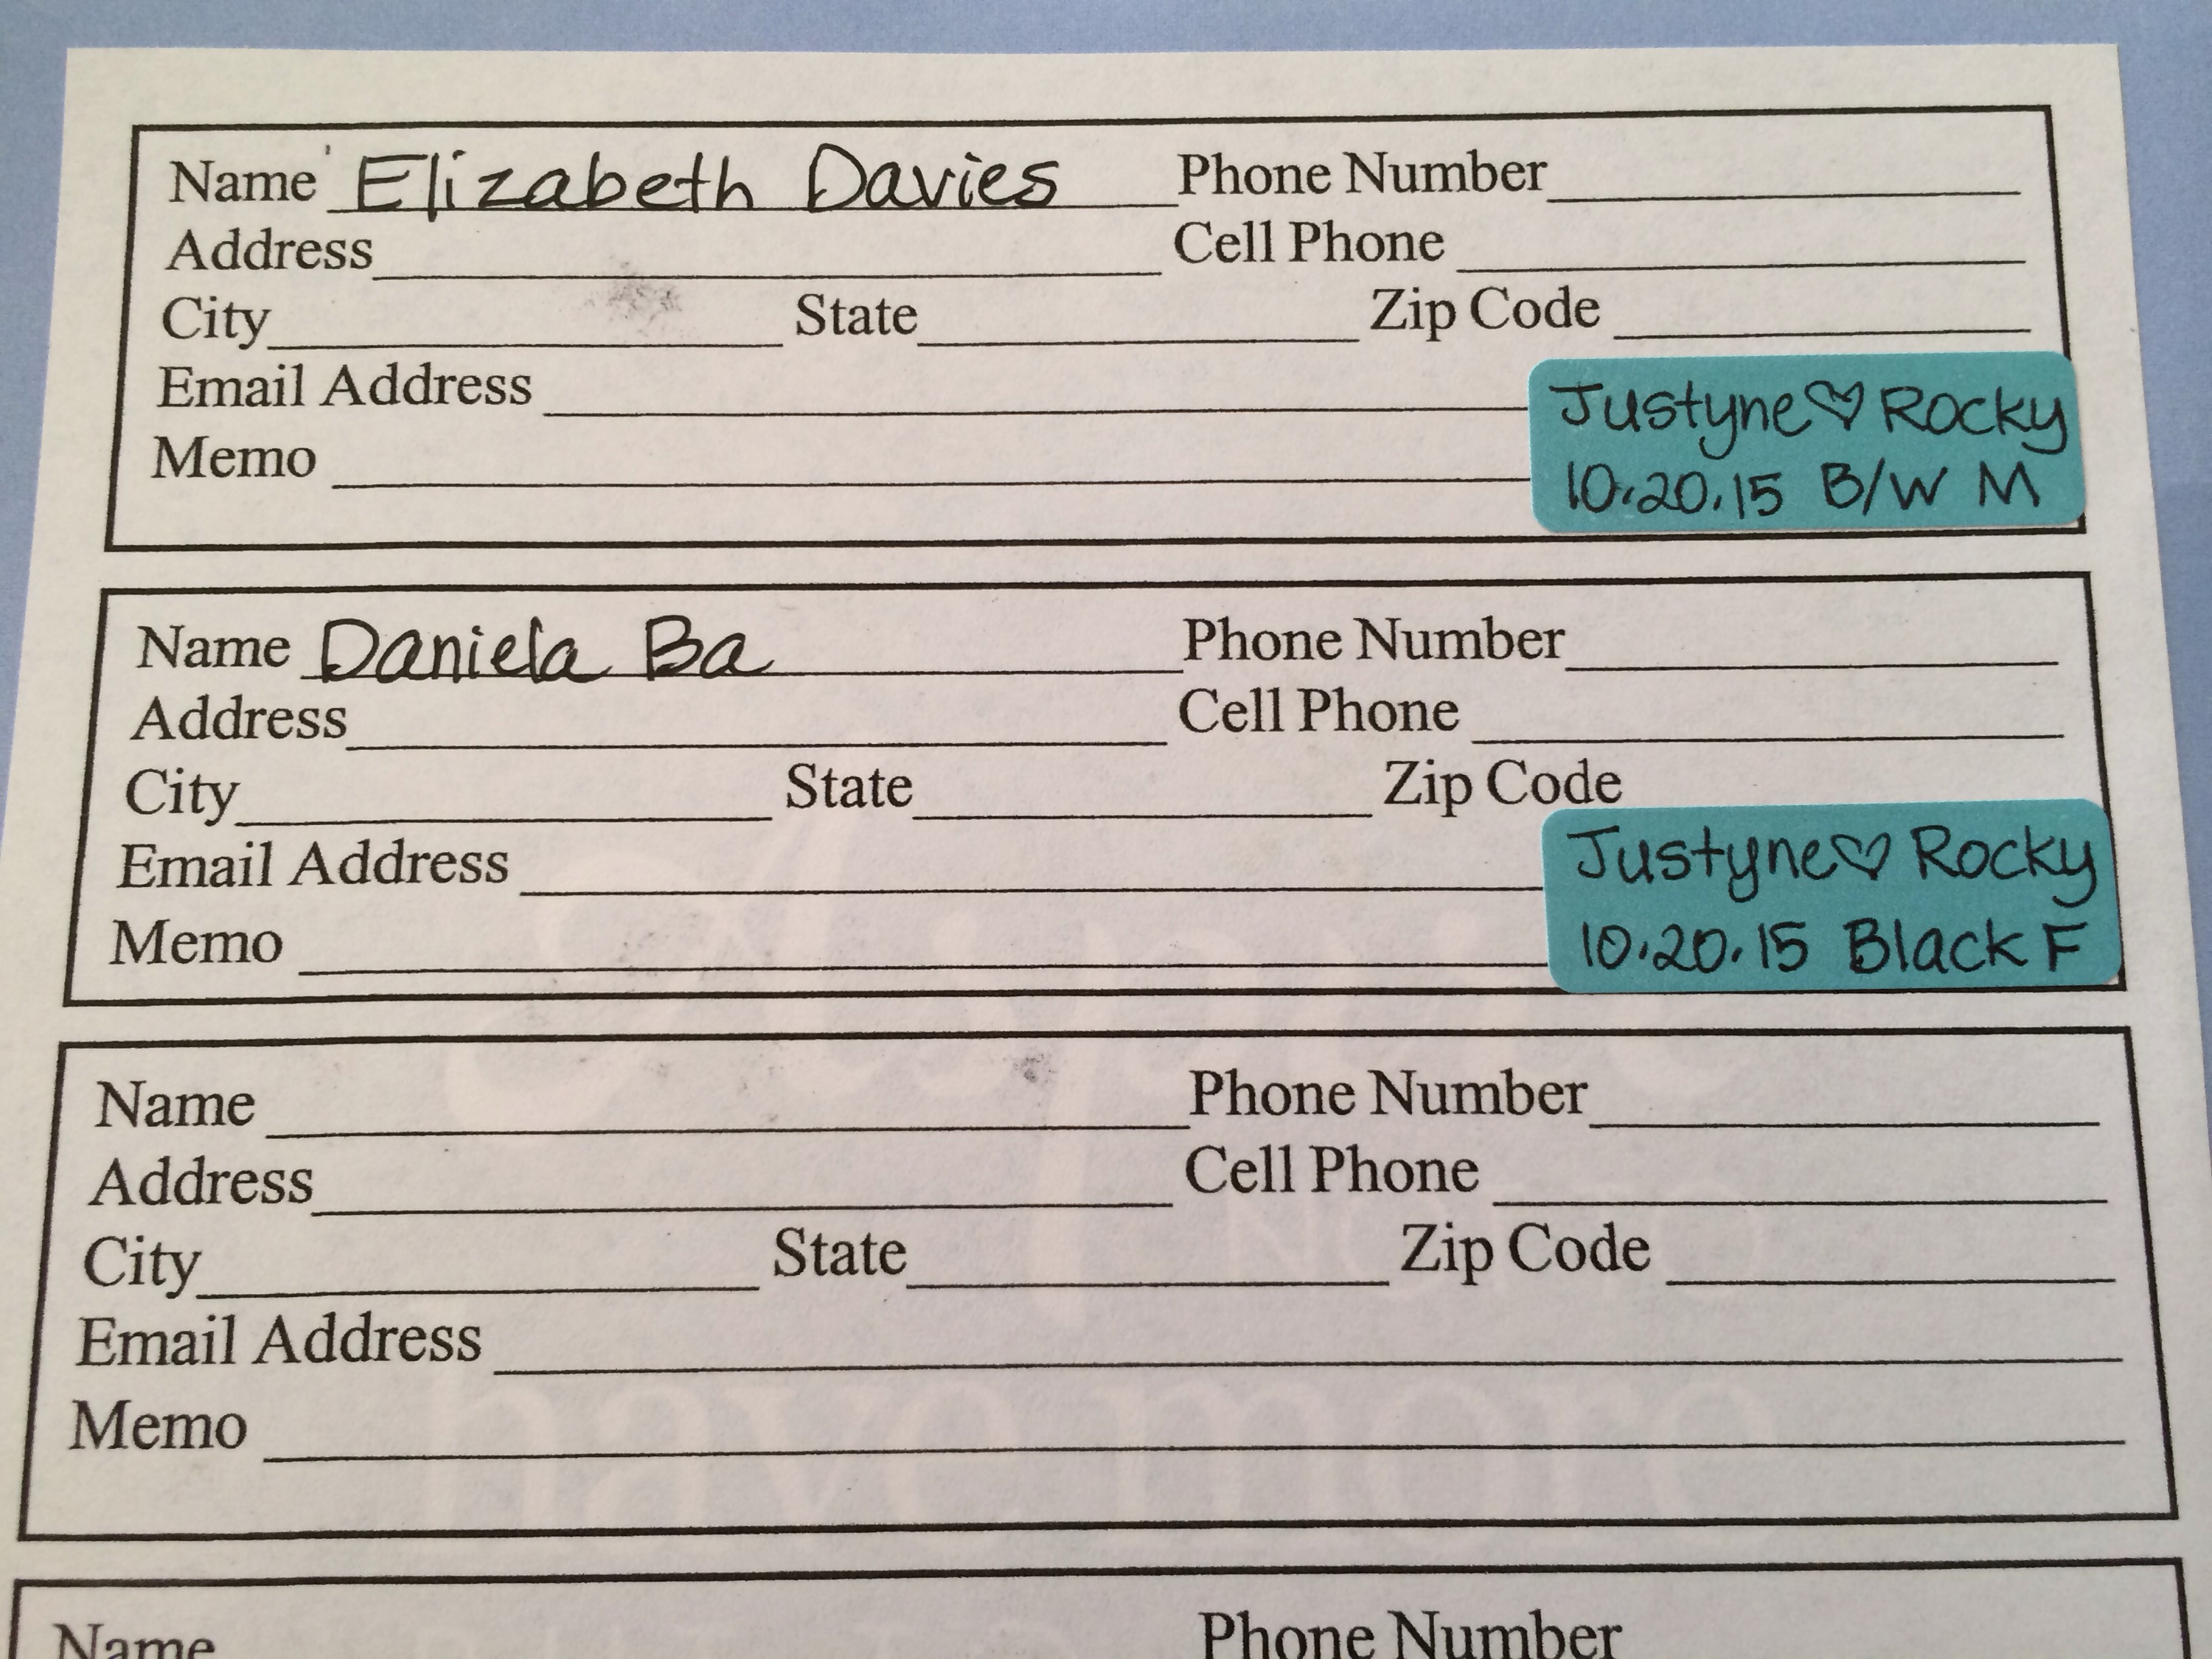 Name Elizabeth Davies Phone Number
Address Cell Phone
City State Zip Code
Email Address
Memo
Justyne♡Rocky
10.20.15 B/W M
Name Daniela Ba Phone Number
Address Cell Phone
City State Zip Code
Email Address
Memo
Justyne♡ Rocky
10.20.15 Black F
Name Phone Number
Address Cell Phone
City State Zip Code
Email Address
Memo
Name Phone Number